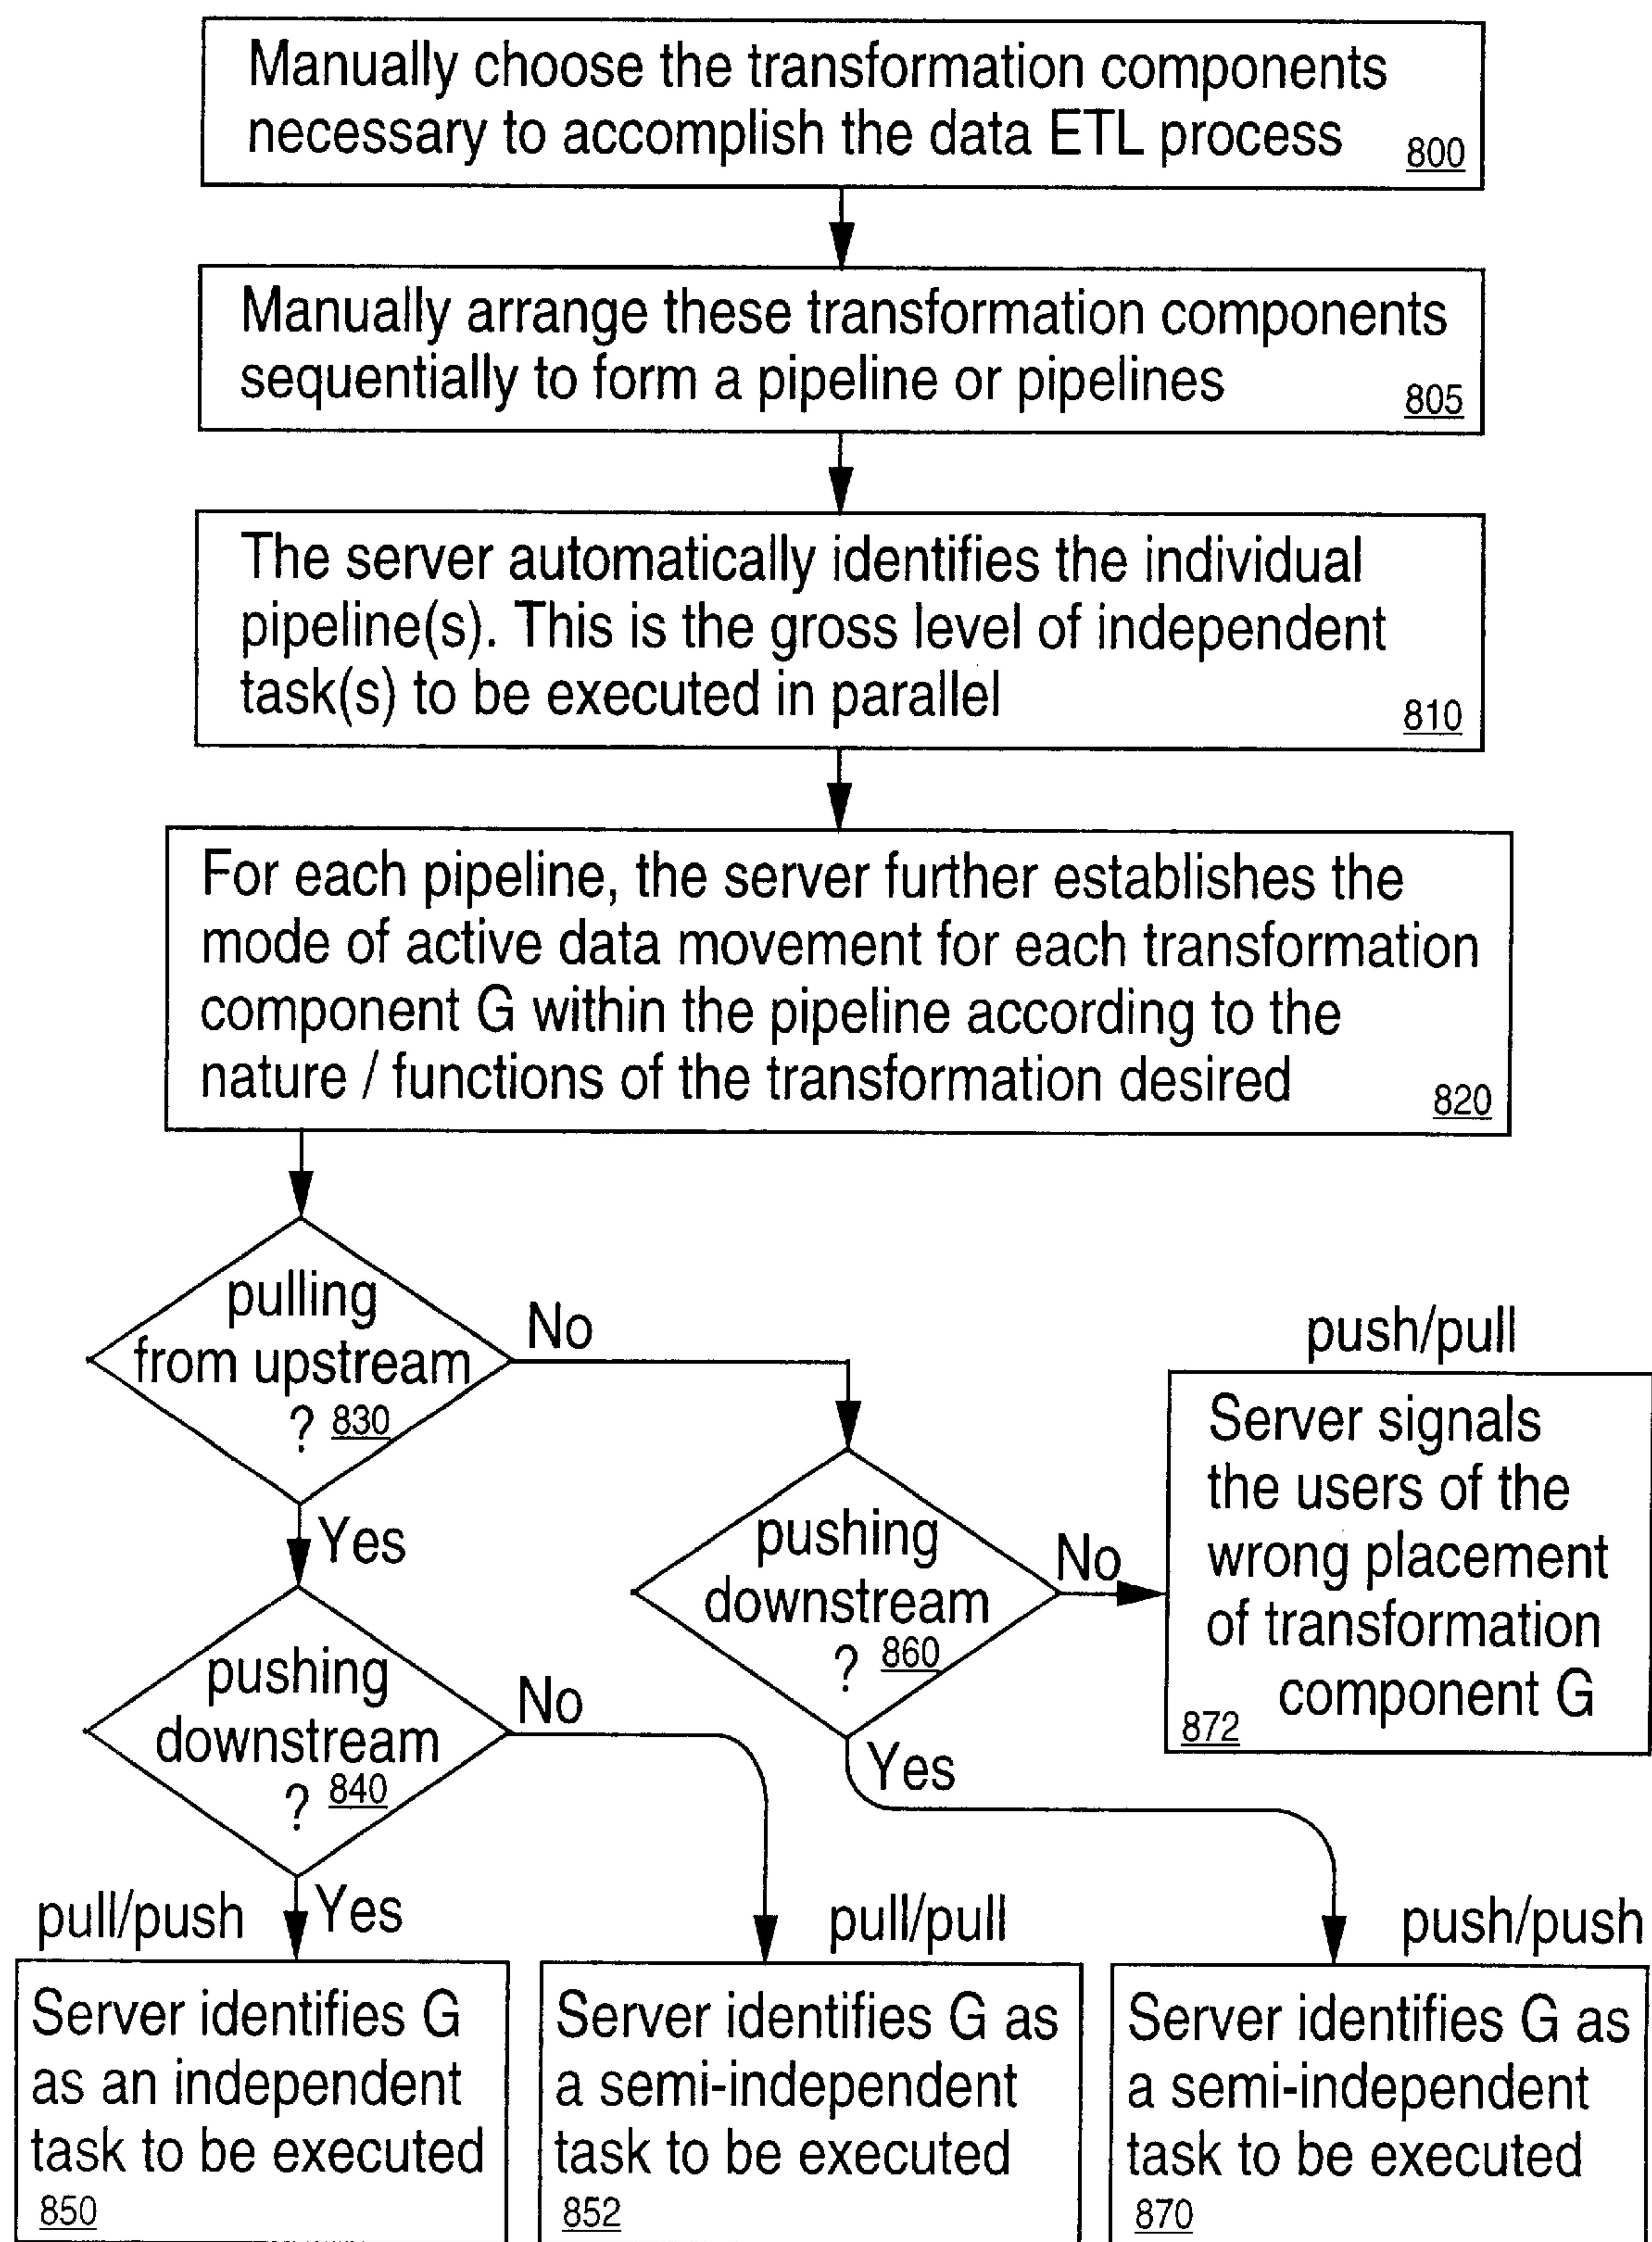 Manually choose the transformation components
necessary to accomplish the data ETL process
800
Manually arrange these transformation components
sequentially to form a pipeline or pipelines
805
The server automatically identifies the individual
pipeline(s). This is the gross level of independent
task(s) to be executed in parallel
810
For each pipeline, the server further establishes the
mode of active data movement for each transformation
component G within the pipeline according to the
nature / functions of the transformation desired
820
pulling
from upstream
? 830
No
Yes
pushing
downstream
? 860
No
Yes
push/pull
Server signals
the users of the
wrong placement
of transformation
component G
872
pushing
downstream
? 840
No
Yes
pull/push
Server identifies G
as an independent
task to be executed
850
pull/pull
Server identifies G as
a semi-independent
task to be executed
852
push/push
Server identifies G as
a semi-independent
task to be executed
870